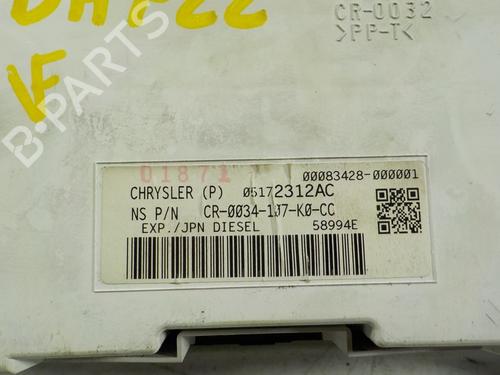 CR-0032
>PP-T<
VF
01871
00083428-000001
CHRYSLER (P) 05172312AC
NS P/N CR-0034-1J7-K0-CC
EXP./JPN DIESEL 58994E
B-PARTS